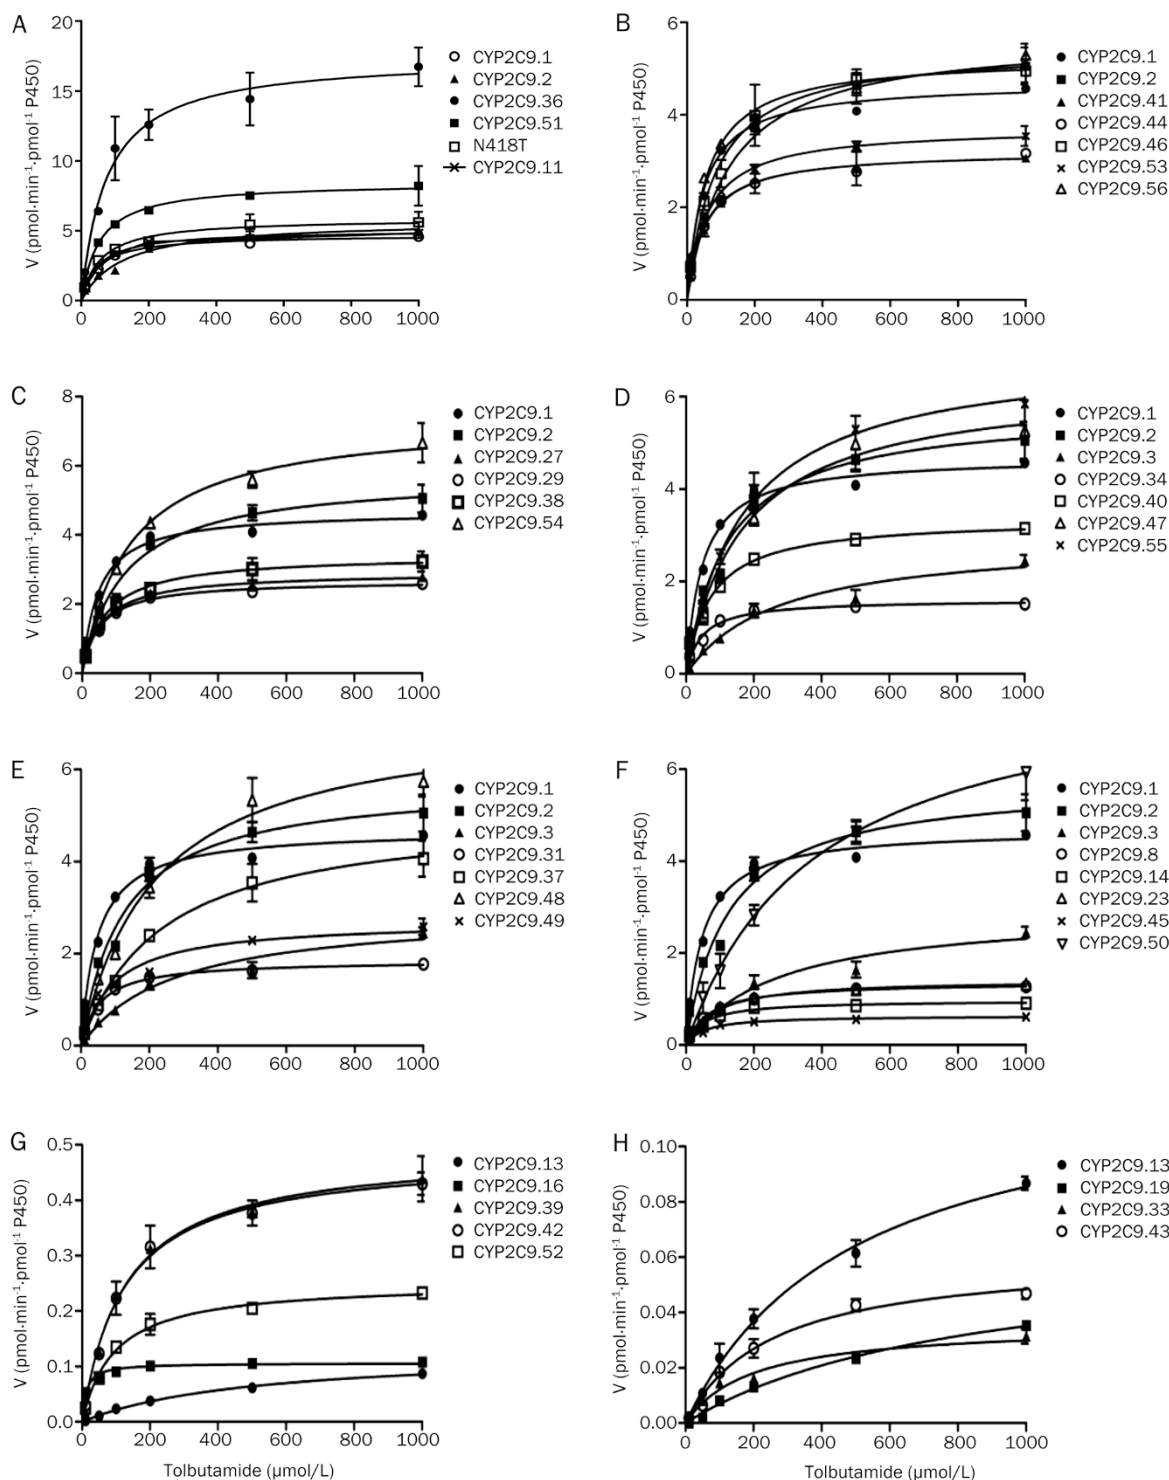 A
V (pmol·min⁻¹·pmol⁻¹ P450)
20
15
10
5
0
0 200 400 600 800 1000
CYP2C9.1
CYP2C9.2
CYP2C9.36
CYP2C9.51
N418T
CYP2C9.11
B
V (pmol·min⁻¹·pmol⁻¹ P450)
6
4
2
0
0 200 400 600 800 1000
CYP2C9.1
CYP2C9.2
CYP2C9.41
CYP2C9.44
CYP2C9.46
CYP2C9.53
CYP2C9.56
C
V (pmol·min⁻¹·pmol⁻¹ P450)
8
6
4
2
0
0 200 400 600 800 1000
CYP2C9.1
CYP2C9.2
CYP2C9.27
CYP2C9.29
CYP2C9.38
CYP2C9.54
D
V (pmol·min⁻¹·pmol⁻¹ P450)
6
4
2
0
0 200 400 600 800 1000
CYP2C9.1
CYP2C9.2
CYP2C9.3
CYP2C9.34
CYP2C9.40
CYP2C9.47
CYP2C9.55
E
V (pmol·min⁻¹·pmol⁻¹ P450)
6
4
2
0
0 200 400 600 800 1000
CYP2C9.1
CYP2C9.2
CYP2C9.3
CYP2C9.31
CYP2C9.37
CYP2C9.48
CYP2C9.49
F
V (pmol·min⁻¹·pmol⁻¹ P450)
6
4
2
0
0 200 400 600 800 1000
CYP2C9.1
CYP2C9.2
CYP2C9.3
CYP2C9.8
CYP2C9.14
CYP2C9.23
CYP2C9.45
CYP2C9.50
G
V (pmol·min⁻¹·pmol⁻¹ P450)
0.5
0.4
0.3
0.2
0.1
0.0
0 200 400 600 800 1000
Tolbutamide (μmol/L)
CYP2C9.13
CYP2C9.16
CYP2C9.39
CYP2C9.42
CYP2C9.52
H
V (pmol·min⁻¹·pmol⁻¹ P450)
0.10
0.08
0.06
0.04
0.02
0.00
0 200 400 600 800 1000
Tolbutamide (μmol/L)
CYP2C9.13
CYP2C9.19
CYP2C9.33
CYP2C9.43